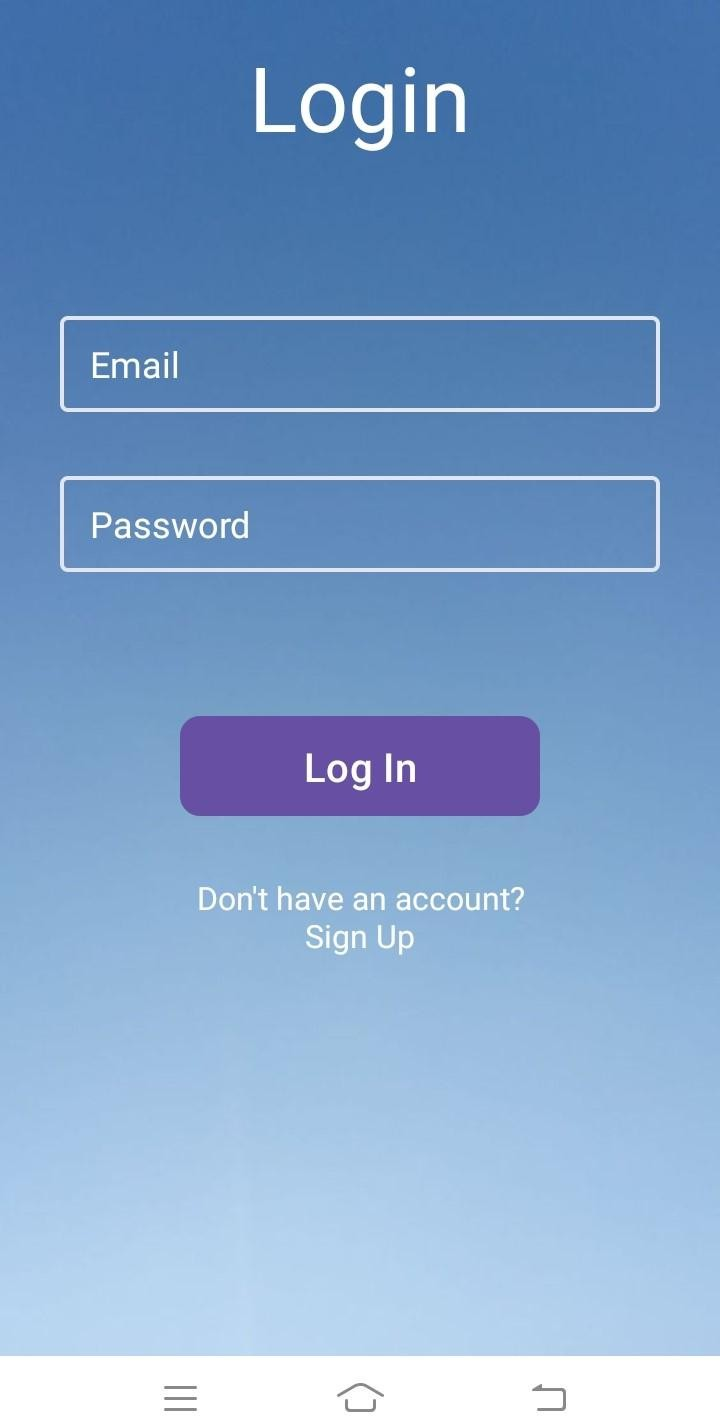 Login
Email
Password
Log In
Don't have an account?
Sign Up